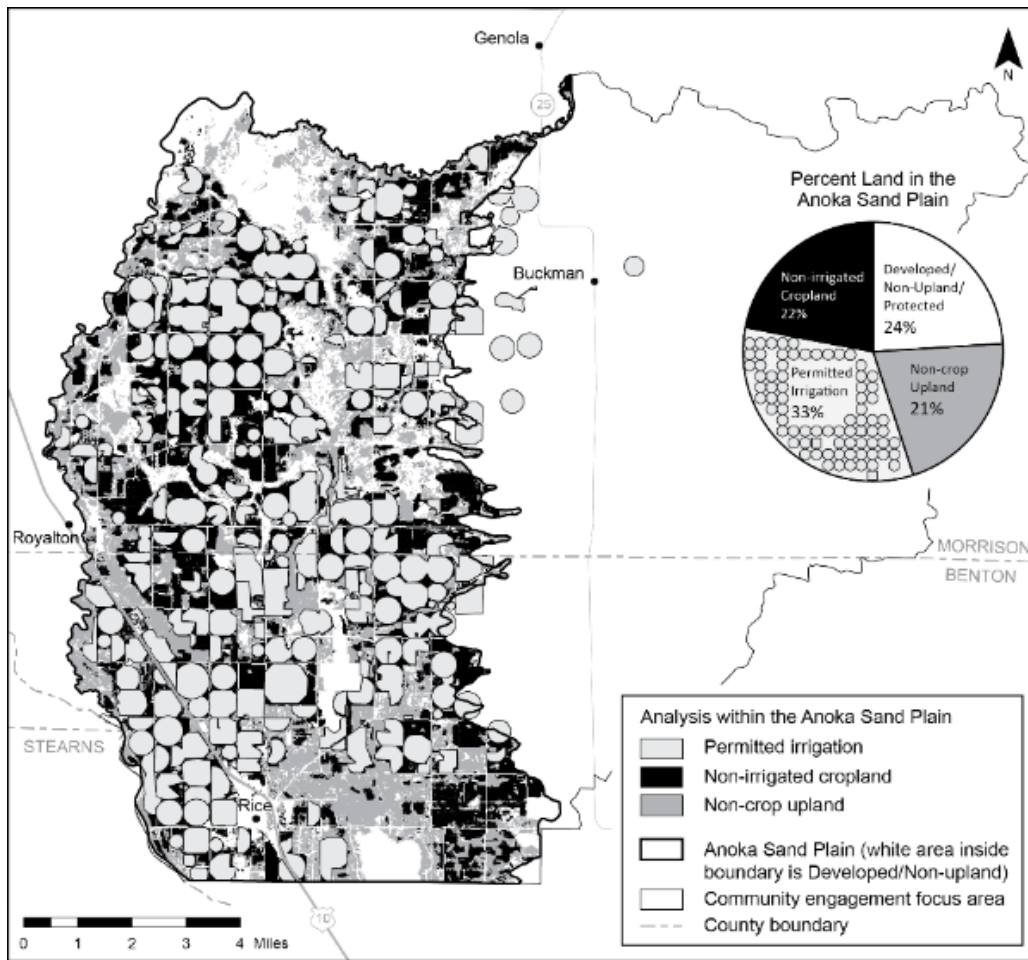 Genola
N
25
Percent Land in the
Anoka Sand Plain
Non-irrigated
Cropland
22%
Developed/
Non-Upland/
Protected
24%
Permitted
Irrigation
33%
Non-crop
Upland
21%
Buckman
Royalton
MORRISON
BENTON
STEARNS
Rice
10
0 1 2 3 4 Miles
Analysis within the Anoka Sand Plain
Permitted irrigation
Non-irrigated cropland
Non-crop upland
Anoka Sand Plain (white area inside
boundary is Developed/Non-upland)
Community engagement focus area
County boundary